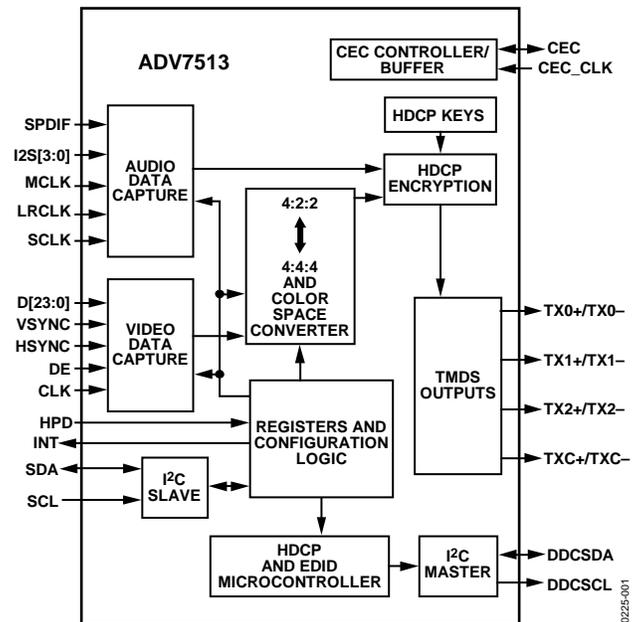 ADV7513
CEC CONTROLLER/
BUFFER
CEC
CEC_CLK
HDCP KEYS
HDCP
ENCRYPTION
SPDIF
I2S[3:0]
MCLK
LRCLK
SCLK
AUDIO
DATA
CAPTURE
4:2:2
4:4:4
AND
COLOR
SPACE
CONVERTER
D[23:0]
VSYNC
HSYNC
DE
CLK
VIDEO
DATA
CAPTURE
TMDS
OUTPUTS
TX0+/TX0–
TX1+/TX1–
TX2+/TX2–
TXC+/TXC–
HPD
INT
REGISTERS AND
CONFIGURATION
LOGIC
SDA
SCL
I2C
SLAVE
HDCP
AND EDID
MICROCONTROLLER
I2C
MASTER
DDCSDA
DDCSCL
0225-001